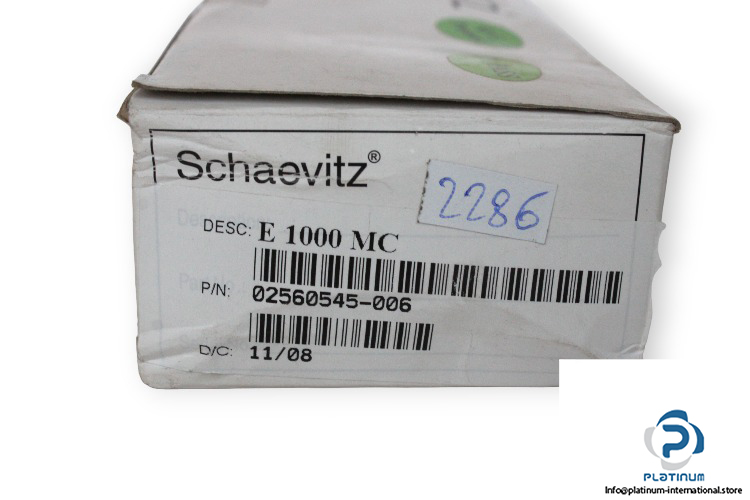 Schaevitz®
2286
DESC: E 1000 MC
P/N: 02560545-006
D/C: 11/08
PLATINUM
Info@platinum-international.store